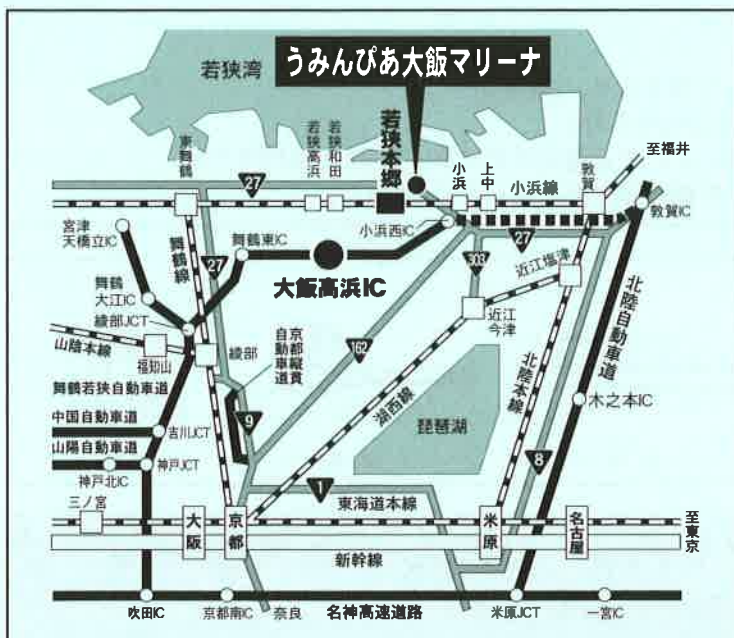 うみんぴあ大飯マリーナ
若狭湾
東舞鶴
若狭高浜
若狭和田
若狭本郷
小浜
上中
敦賀
至福井
27
小浜線
宮津
天橋立IC
舞鶴東IC
小浜西IC
敦賀IC
27
舞鶴線
27
大飯高浜IC
303
近江塩津
舞鶴
大江IC
綾部JCT
山陰本線
福知山
綾部
京都縦貫
自動車道
162
近江
今津
北陸本線
北陸自動車道
舞鶴若狭自動車道
中国自動車道
吉川JCT
山陽自動車道
神戸JCT
神戸北IC
9
湖西線
琵琶湖
木之本IC
8
1
東海道本線
三ノ宮
大阪
京都
米原
名古屋
至東京
新幹線
吹田IC
京都南IC
奈良
名神高速道路
米原JCT
一宮IC